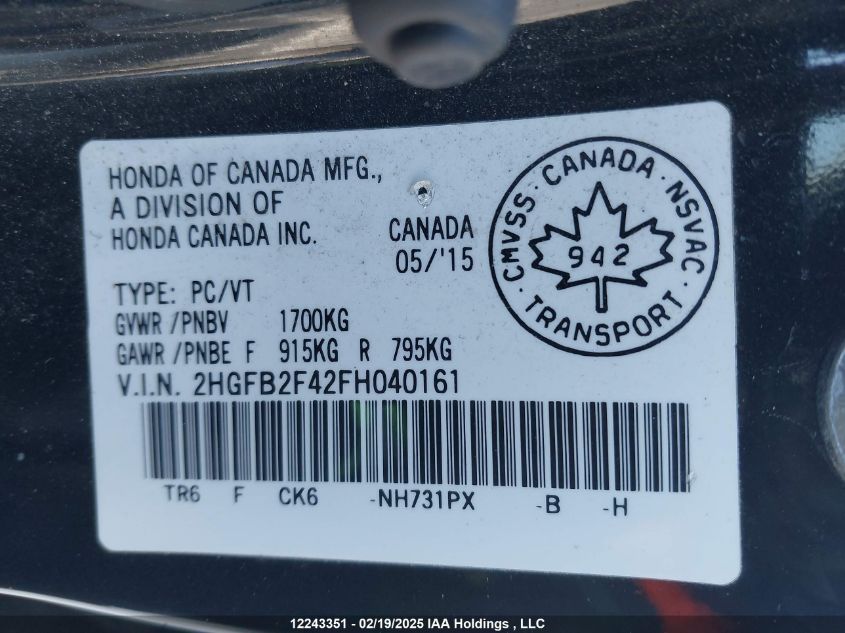 HONDA OF CANADA MFG.,
A DIVISION OF
HONDA CANADA INC.
CANADA
05/'15
CMVSS · CANADA · NSVAC
942
· TRANSPORT ·
TYPE: PC/VT
GVWR /PNBV 1700KG
GAWR /PNBE F 915KG R 795KG
V.I.N. 2HGFB2F42FH040161
TR6 F CK6 -NH731PX -B -H
12243351 - 02/19/2025 IAA Holdings , LLC